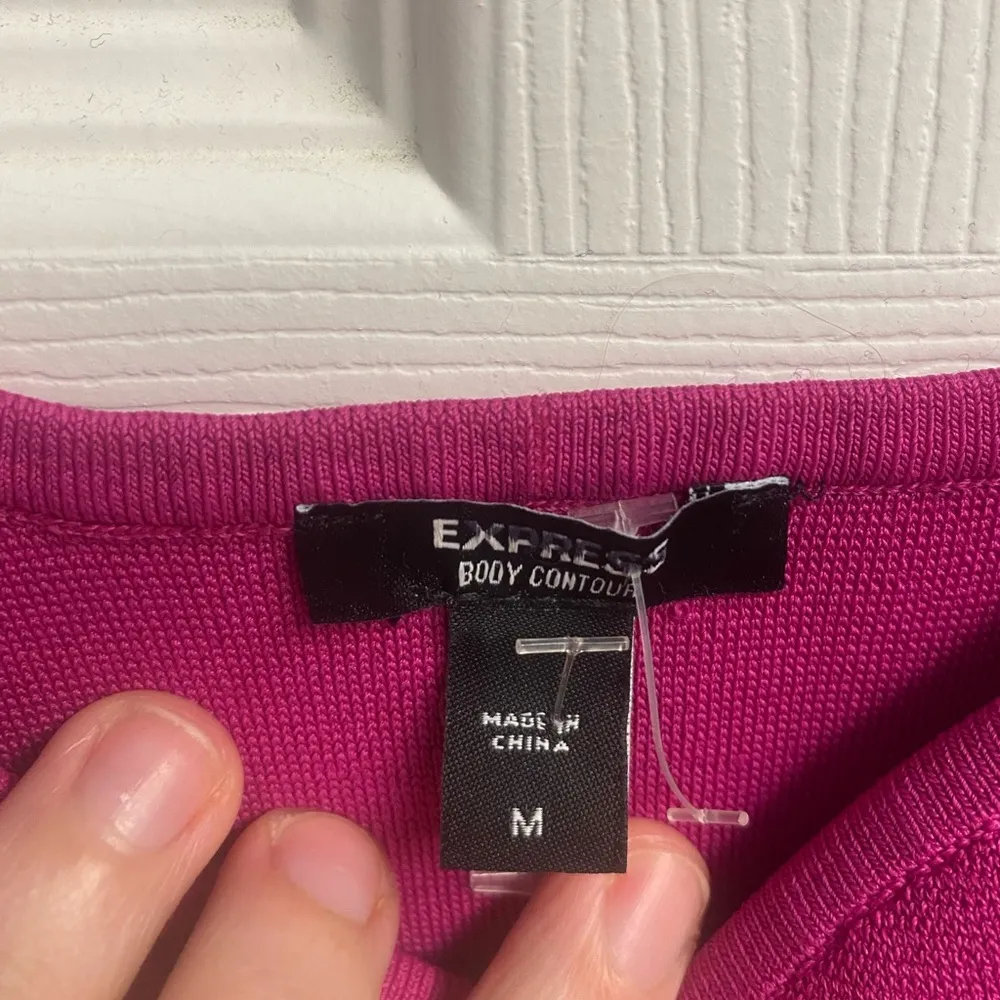 EXPRESS
BODY CONTOUR
MADE IN
CHINA
M